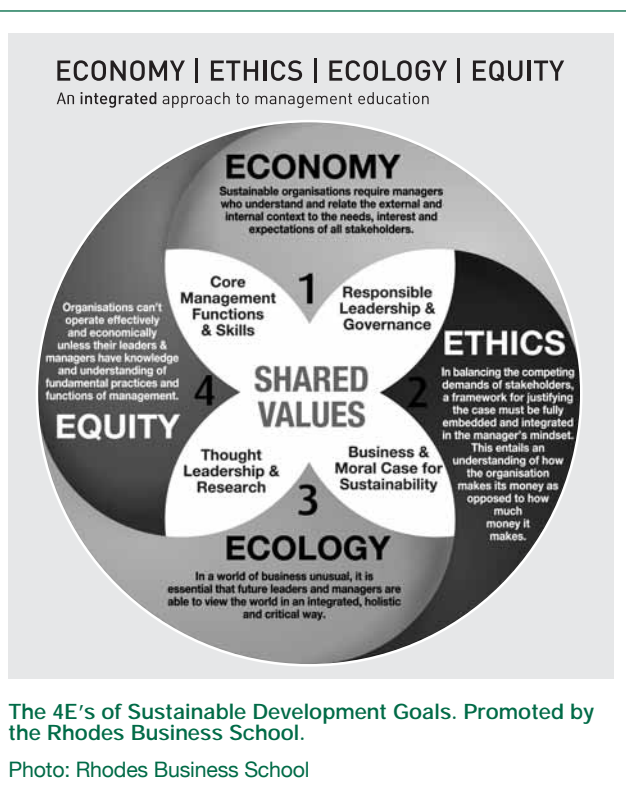 ECONOMY | ETHICS | ECOLOGY | EQUITY
An integrated approach to management education
ECONOMY
Sustainable organisations require managers
who understand and relate the external and
internal context to the needs, interest and
expectations of all stakeholders.
1
Core
Management
Functions
& Skills
Responsible
Leadership &
Governance
Organisations can't
operate effectively
and economically
unless their leaders &
managers have knowledge
and understanding of
fundamental practices and
functions of management.
EQUITY
4
SHARED
VALUES
2
ETHICS
In balancing the competing
demands of stakeholders,
a framework for justifying
the case must be fully
embedded and integrated
in the manager's mindset.
This entails an
understanding of how
the organisation
makes its money as
opposed to how
much
money it
makes.
Thought
Leadership &
Research
Business &
Moral Case for
Sustainability
3
ECOLOGY
In a world of business unusual, it is
essential that future leaders and managers are
able to view the world in an integrated, holistic
and critical way.
The 4E's of Sustainable Development Goals. Promoted by
the Rhodes Business School.
Photo: Rhodes Business School